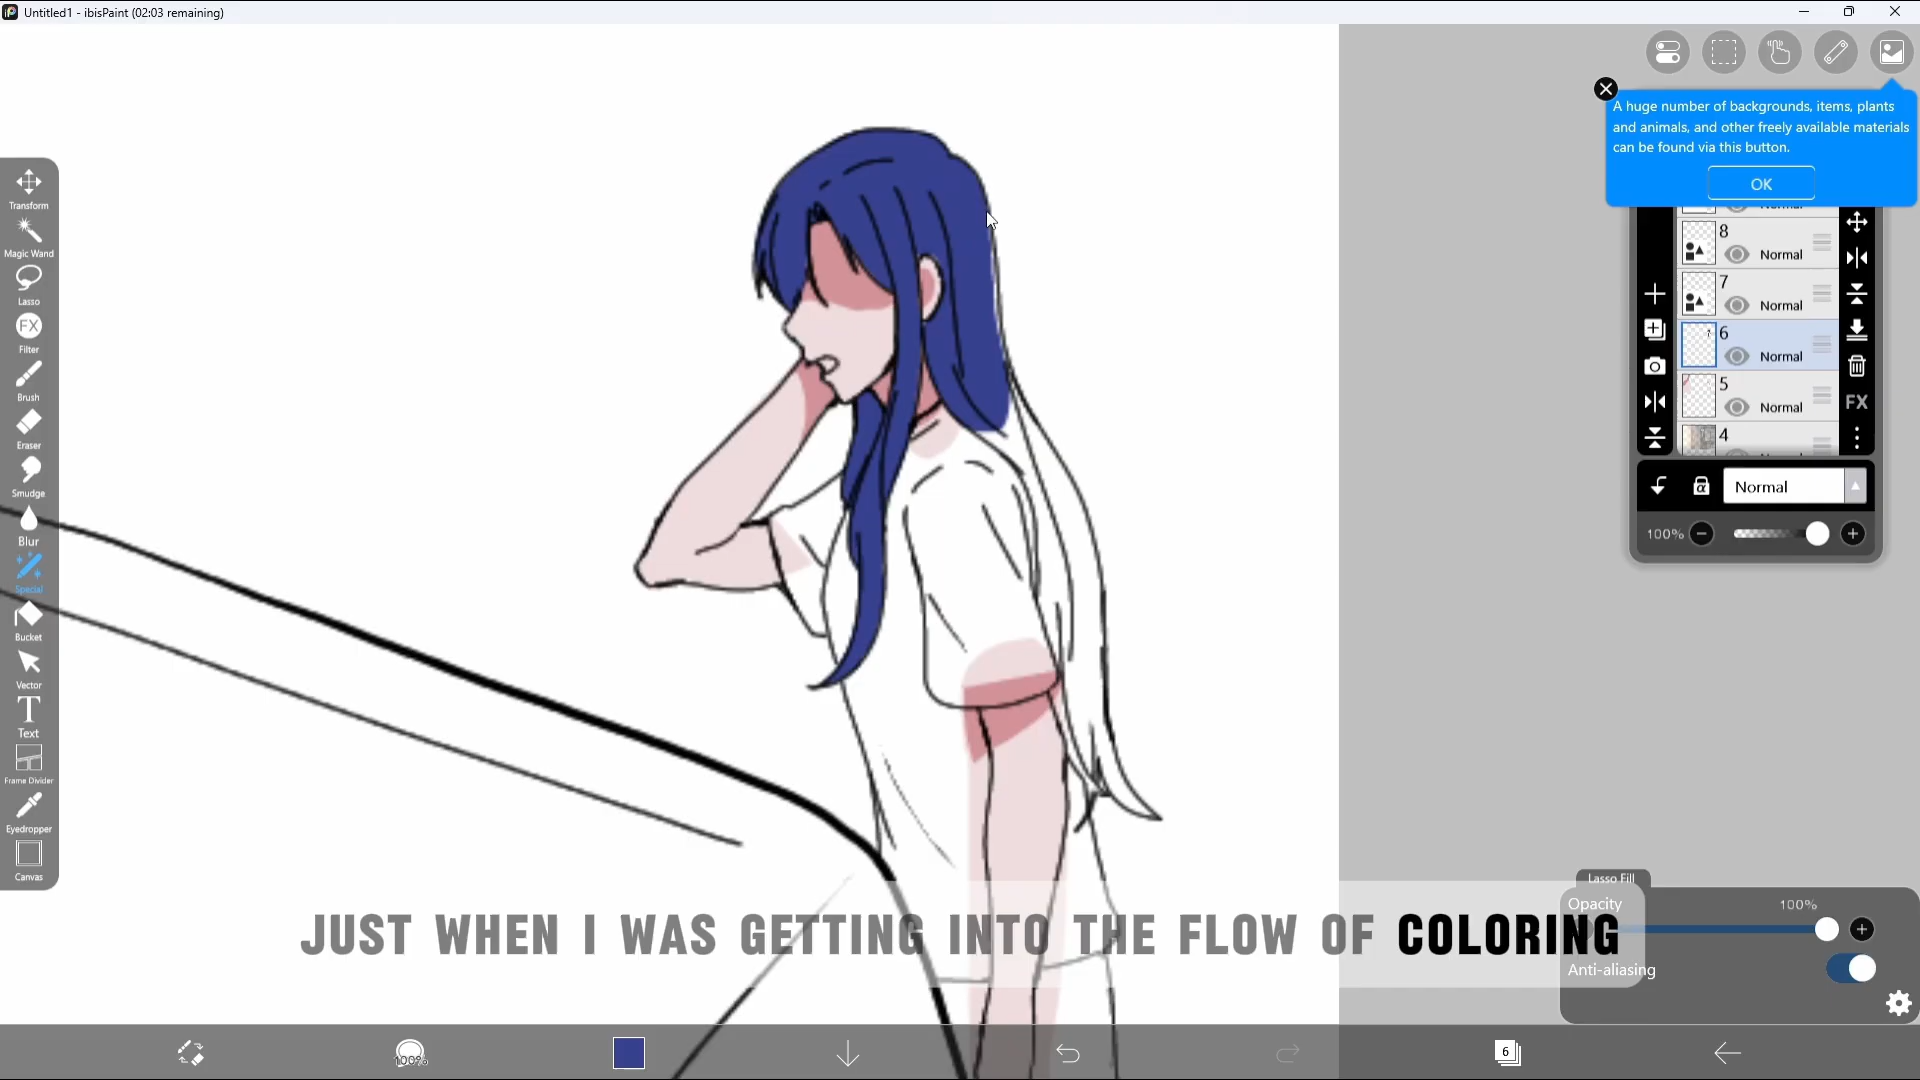 Untitled1 - ibisPaint (02:03 remaining)
A huge number of backgrounds, items, plants
and animals, and other freely available materials
can be found via this button.
OK
Transform
Magic Wand
Lasso
FX
Filter
Brush
Eraser
Smudge
Blur
Special
Bucket
Vector
T
Text
Frame Divider
Eyedropper
Canvas
8
Normal
7
Normal
6
Normal
5
Normal
FX
4
Normal
100%
Lasso Fill
Opacity
100%
Anti-aliasing
JUST WHEN I WAS GETTING INTO THE FLOW OF COLORING
100%
6